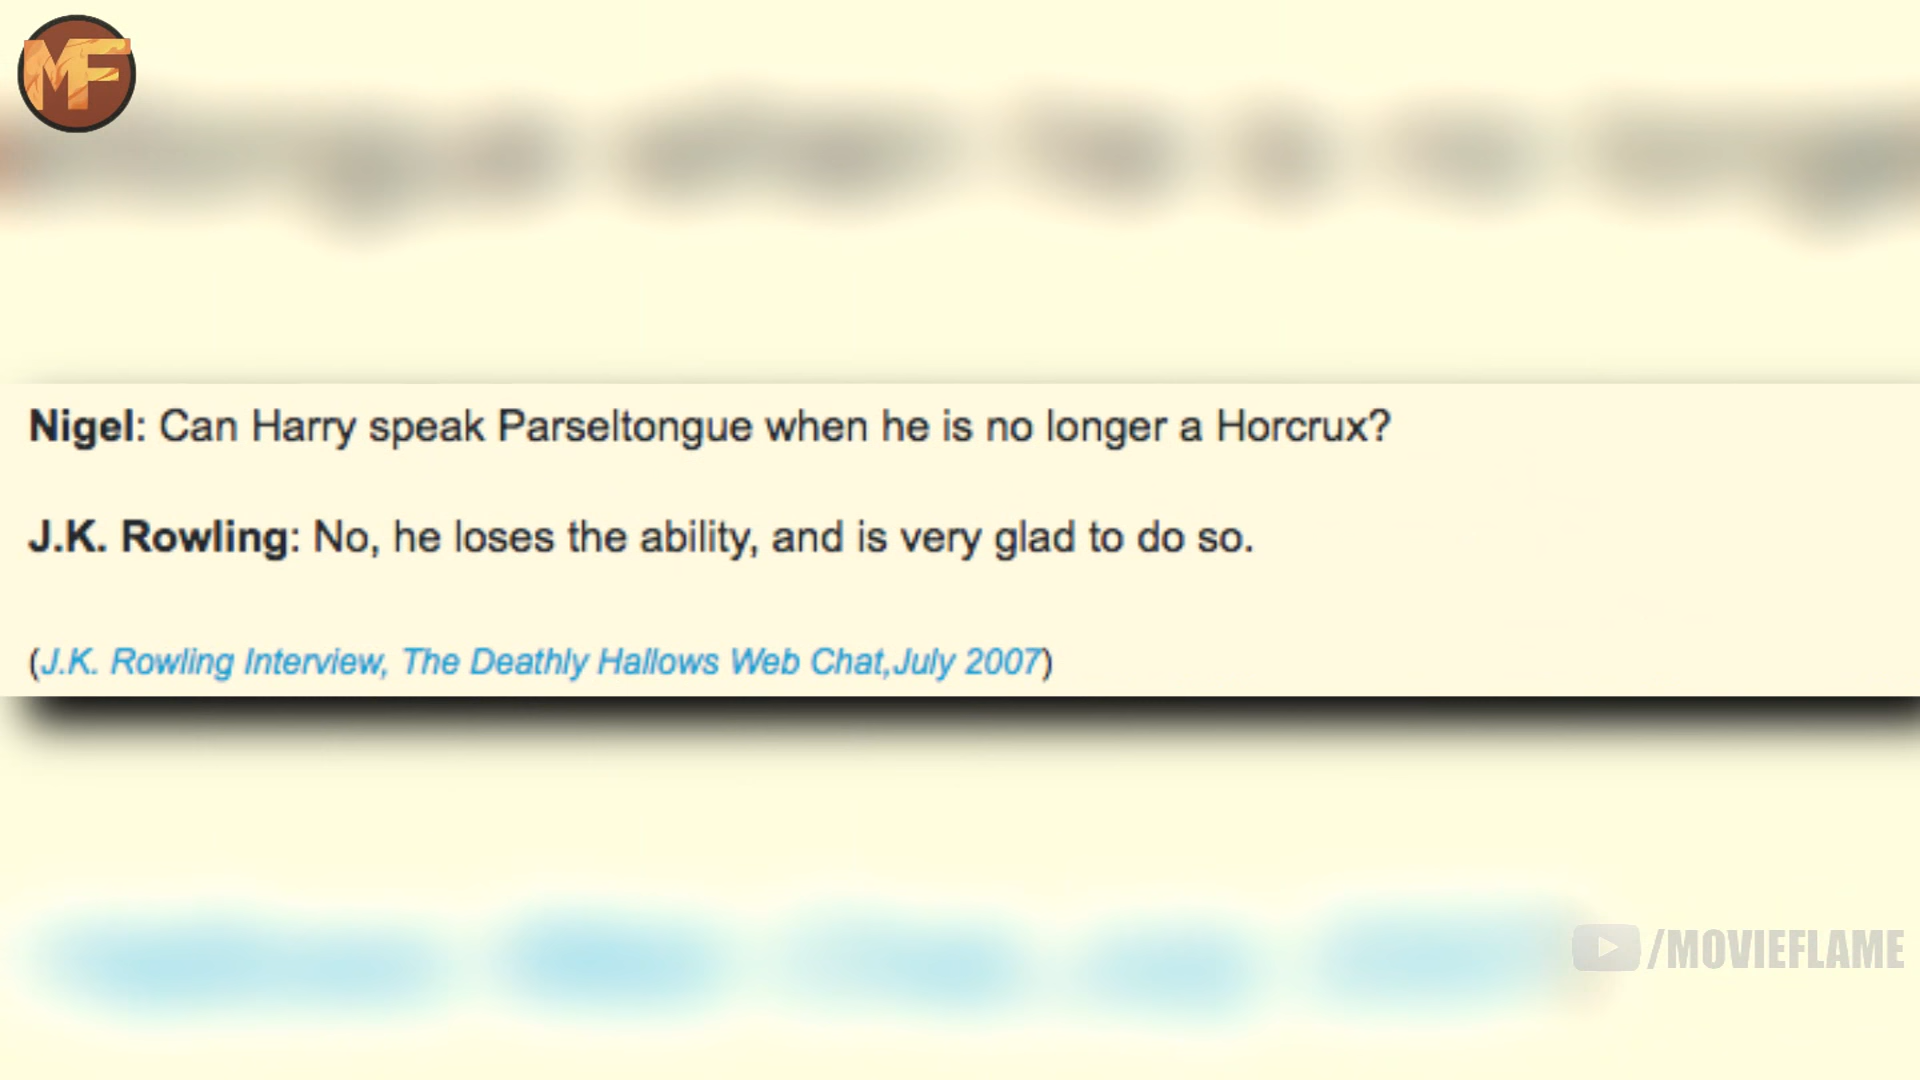 MF
Nigel: Can Harry speak Parseltongue when he is no longer a Horcrux?
J.K. Rowling: No, he loses the ability, and is very glad to do so.
(J.K. Rowling Interview, The Deathly Hallows Web Chat,July 2007)
/MOVIEFLAME